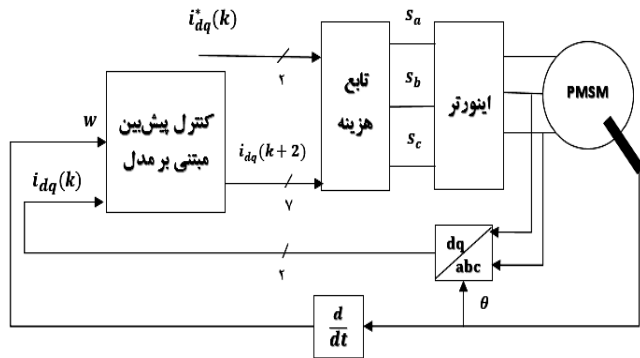 i*dq(k)
۲
Sa
Sb
Sc
تابع
هزینه
اینورتر
PMSM
w
کنترل پیش‌بین
مبتنی بر مدل
idq(k+2)
۷
idq(k)
۲
dq
abc
θ
d
dt